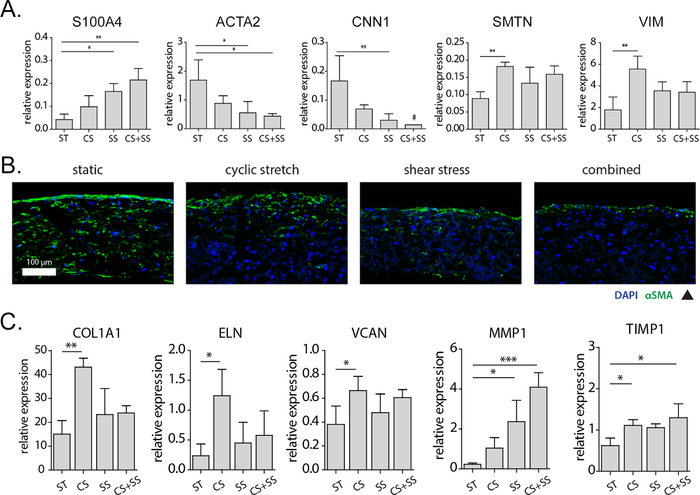 A.
S100A4
ACTA2
CNN1
SMTN
VIM
relative expression
0.4
0.3
0.2
0.1
0.0
**
*
ST
CS
SS
CS+SS
relative expression
3
2
1
0
*
*
ST
CS
SS
CS+SS
relative expression
0.3
0.2
0.1
0.0
**
#
ST
CS
SS
CS+SS
relative expression
0.25
0.20
0.15
0.10
0.05
0.00
**
ST
CS
SS
CS+SS
relative expression
8
6
4
2
0
**
ST
CS
SS
CS+SS
B.
static
cyclic stretch
shear stress
combined
100 µm
DAPI αSMA
C.
COL1A1
ELN
VCAN
MMP1
TIMP1
relative expression
50
40
30
20
10
0
**
ST
CS
SS
CS+SS
relative expression
2.0
1.5
1.0
0.5
0.0
*
ST
CS
SS
CS+SS
relative expression
1.0
0.8
0.6
0.4
0.2
0.0
*
ST
CS
SS
CS+SS
relative expression
6
4
2
0
***
*
ST
CS
SS
CS+SS
relative expression
3
2
1
0
*
*
ST
CS
SS
CS+SS